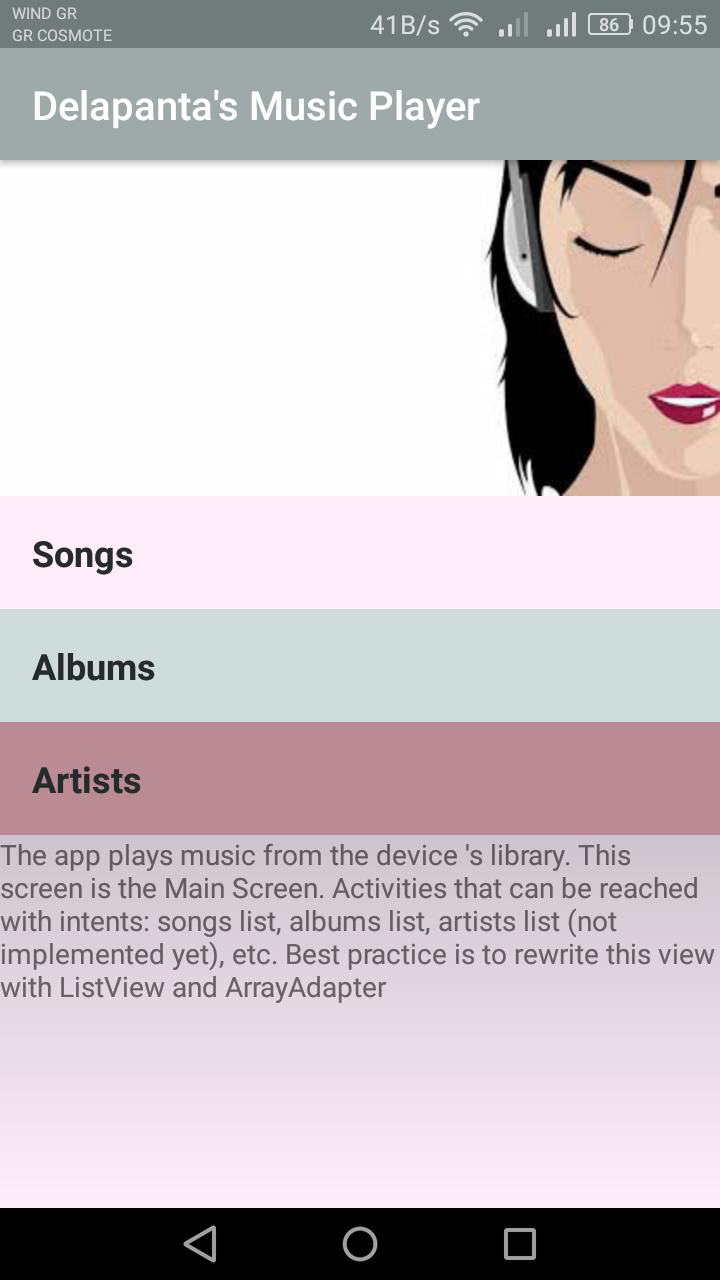 WIND GR
GR COSMOTE
41B/s 86 09:55
Delapanta's Music Player
Songs
Albums
Artists
The app plays music from the device 's library. This
screen is the Main Screen. Activities that can be reached
with intents: songs list, albums list, artists list (not
implemented yet), etc. Best practice is to rewrite this view
with ListView and ArrayAdapter